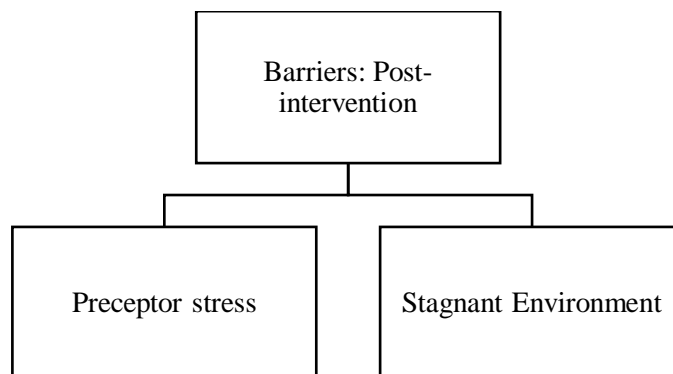 Barriers: Post-
intervention
Preceptor stress
Stagnant Environment